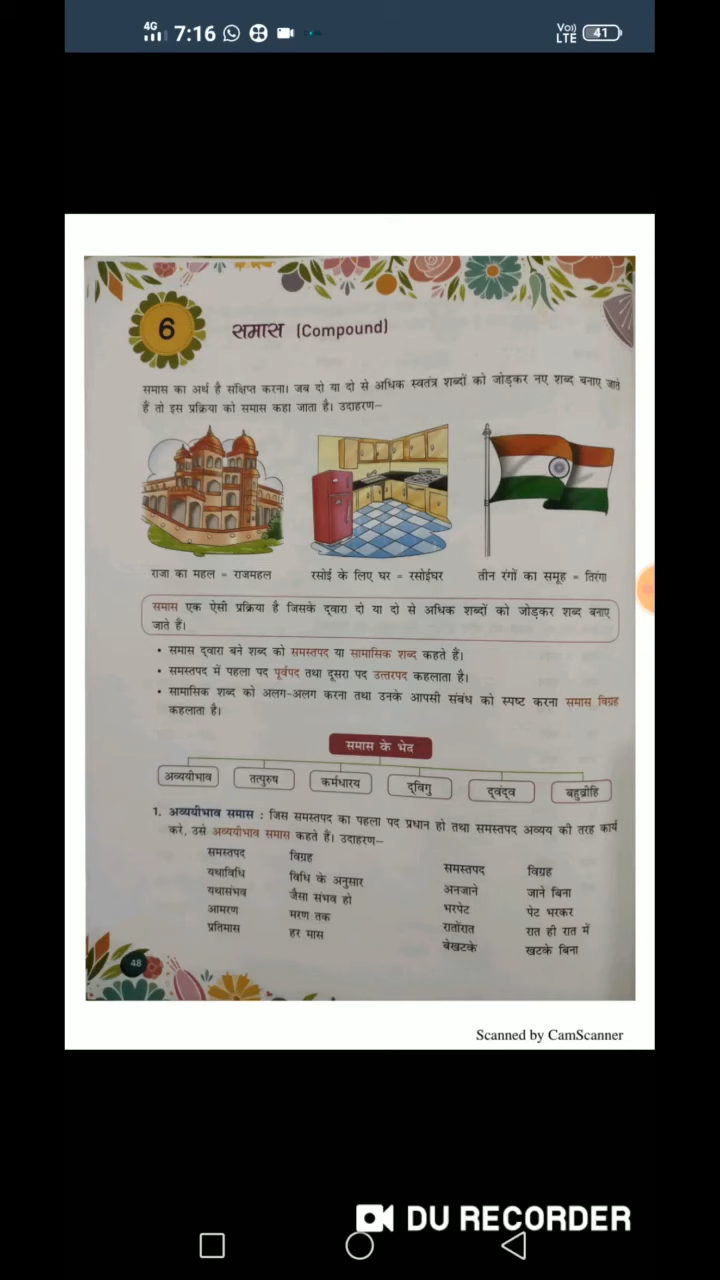 4G 7:16 Vo)) LTE 41
6 समास (Compound)
समास का अर्थ है संक्षिप्त करना। जब दो या दो से अधिक स्वतंत्र शब्दों को जोड़कर नए शब्द बनाए जाते
हैं तो इस प्रक्रिया को समास कहा जाता है। उदाहरण–
राजा का महल = राजमहल
रसोई के लिए घर = रसोईघर
तीन रंगों का समूह = तिरंगा
समास एक ऐसी प्रक्रिया है जिसके द्वारा दो या दो से अधिक शब्दों को जोड़कर शब्द बनाए
जाते हैं।
• समास द्वारा बने शब्द को समस्तपद या सामासिक शब्द कहते हैं।
• समस्तपद में पहला पद पूर्वपद तथा दूसरा पद उत्तरपद कहलाता है।
• सामासिक शब्द को अलग-अलग करना तथा उनके आपसी संबंध को स्पष्ट करना समास विग्रह
कहलाता है।
समास के भेद
अव्ययीभाव तत्पुरुष कर्मधारय द्विगु द्वंद्व बहुव्रीहि
1. अव्ययीभाव समास : जिस समस्तपद का पहला पद प्रधान हो तथा समस्तपद अव्यय की तरह कार्य
करे, उसे अव्ययीभाव समास कहते हैं। उदाहरण–
समस्तपद विग्रह समस्तपद विग्रह
यथाविधि विधि के अनुसार अनजाने जाने बिना
यथासंभव जैसा संभव हो भरपेट पेट भरकर
आमरण मरण तक रातोंरात रात ही रात में
प्रतिमास हर मास बेखटके खटके बिना
48
Scanned by CamScanner
DU RECORDER